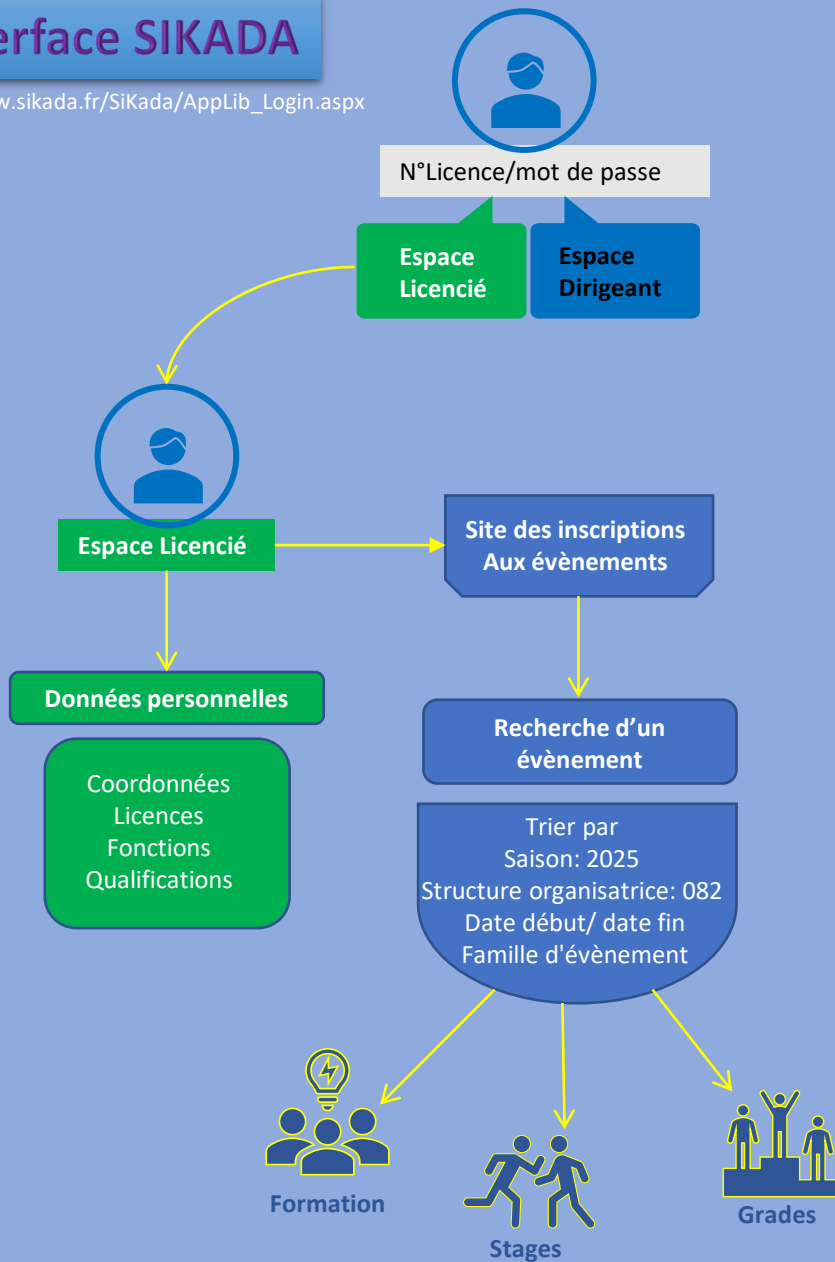 erface SIKADA
w.sikada.fr/SiKada/AppLib_Login.aspx
N°Licence/mot de passe
Espace
Licencié
Espace
Dirigeant
Espace Licencié
Site des inscriptions
Aux évènements
Données personnelles
Coordonnées
Licences
Fonctions
Qualifications
Recherche d’un
évènement
Trier par
Saison: 2025
Structure organisatrice: 082
Date début/ date fin
Famille d'évènement
Formation
Stages
Grades